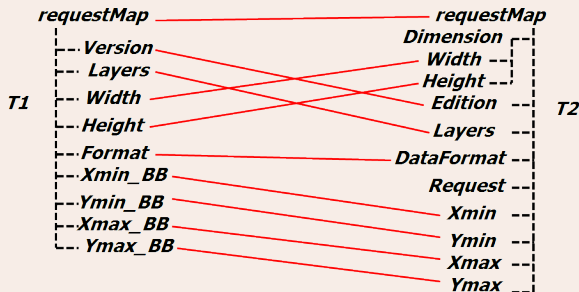 requestMap
Version
Layers
Width
Height
Format
Xmin_BB
Ymin_BB
Xmax_BB
Ymax_BB
T1
requestMap
Dimension
Width
Height
Edition
Layers
DataFormat
Request
Xmin
Ymin
Xmax
Ymax
T2